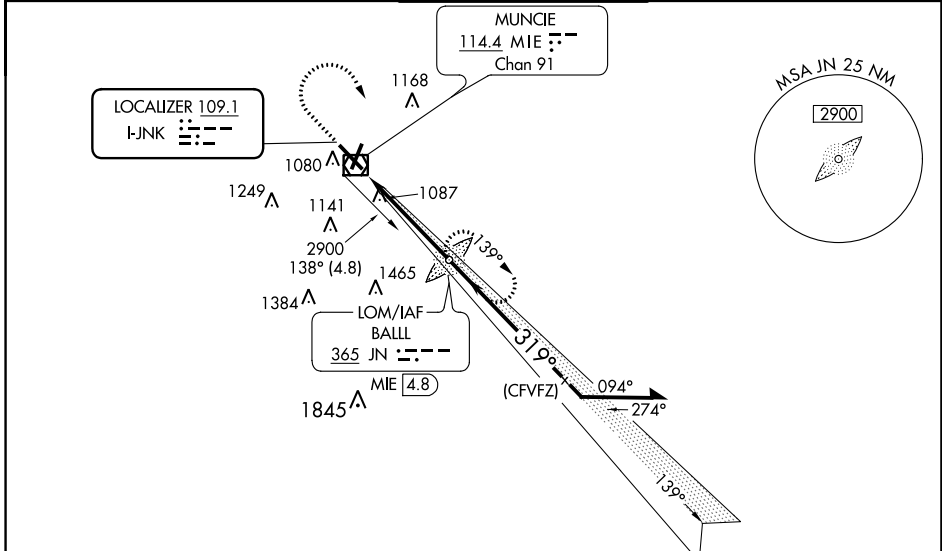 MUNCIE
114.4 MIE
Chan 91
MSA JN 25 NM
2900
1168
LOCALIZER 109.1
I-JNK
1080
1249
1087
1141
2900
138° (4.8)
139°
1465
1384
LOM/IAF
BALLL
365 JN
MIE 4.8
319°
(CFVFZ)
094°
274°
1845
139°